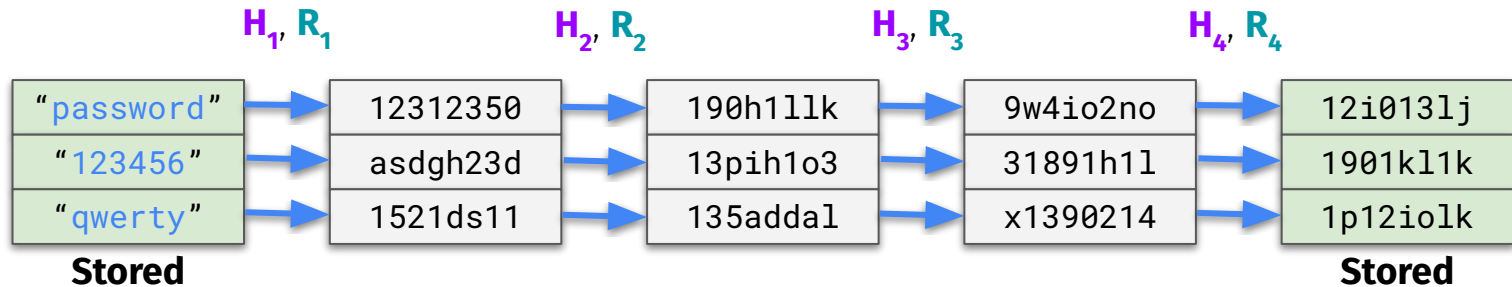 H₁, R₁ H₂, R₂ H₃, R₃ H₄, R₄
“password” 12312350 190h1llk 9w4io2no 12i013lj
“123456” asdgh23d 13pih1o3 31891h1l 1901kl1k
“qwerty” 1521ds11 135addal x1390214 1p12iolk
Stored Stored